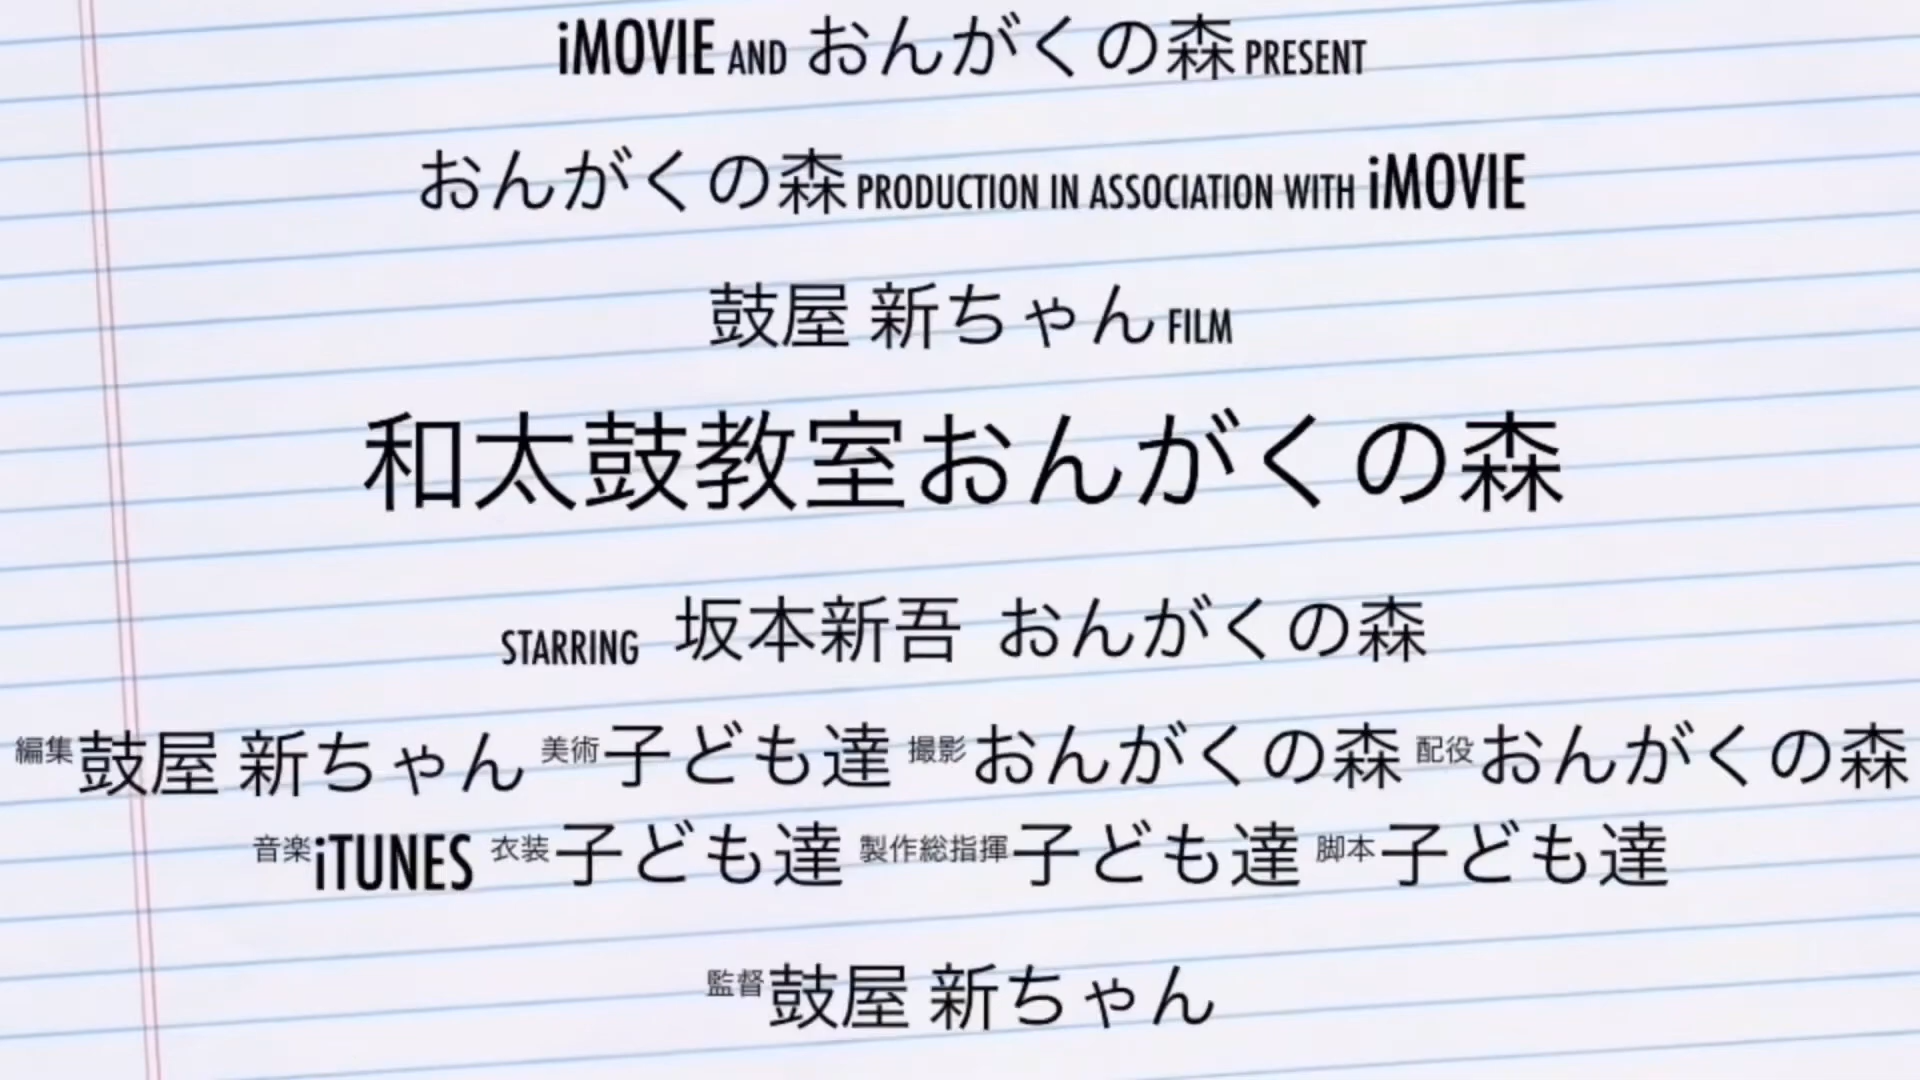 iMOVIE AND おんがくの森 PRESENT
おんがくの森 PRODUCTION IN ASSOCIATION WITH iMOVIE
鼓屋 新ちゃん FILM
和太鼓教室おんがくの森
STARRING 坂本新吾 おんがくの森
編集 鼓屋 新ちゃん 美術 子ども達 撮影 おんがくの森 配役 おんがくの森
音楽 iTUNES 衣装 子ども達 製作総指揮 子ども達 脚本 子ども達
監督 鼓屋 新ちゃん